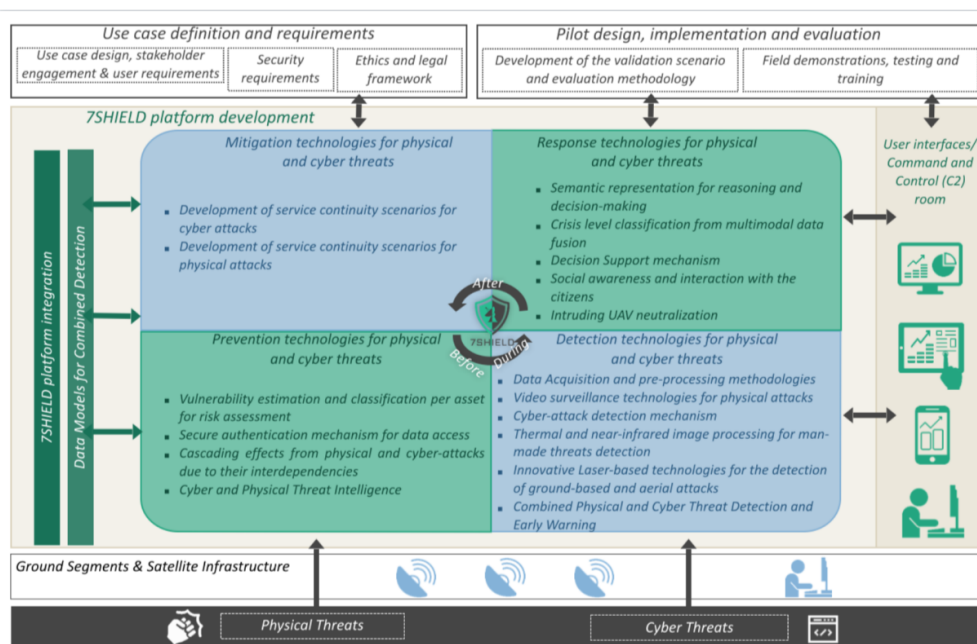 Use case definition and requirements
Use case design, stakeholder
engagement & user requirements
Security
requirements
Ethics and legal
framework
Pilot design, implementation and evaluation
Development of the validation scenario
and evaluation methodology
Field demonstrations, testing and
training
7SHIELD platform development
7SHIELD platform integration
Data Models for Combined Detection
Mitigation technologies for physical
and cyber threats
Development of service continuity scenarios for
cyber attacks
Development of service continuity scenarios for
physical attacks
Response technologies for physical
and cyber threats
Semantic representation for reasoning and
decision-making
Crisis level classification from multimodal data
fusion
Decision Support mechanism
Social awareness and interaction with the
citizens
Intruding UAV neutralization
After
7SHIELD
Before
During
Prevention technologies for physical
and cyber threats
Vulnerability estimation and classification per asset
for risk assessment
Secure authentication mechanism for data access
Cascading effects from physical and cyber-attacks
due to their interdependencies
Cyber and Physical Threat Intelligence
Detection technologies for physical
and cyber threats
Data Acquisition and pre-processing methodologies
Video surveillance technologies for physical attacks
Cyber-attack detection mechanism
Thermal and near-infrared image processing for man-
made threats detection
Innovative Laser-based technologies for the detection
of ground-based and aerial attacks
Combined Physical and Cyber Threat Detection and
Early Warning
User interfaces/
Command and
Control (C2)
room
Ground Segments & Satellite Infrastructure
Physical Threats
Cyber Threats